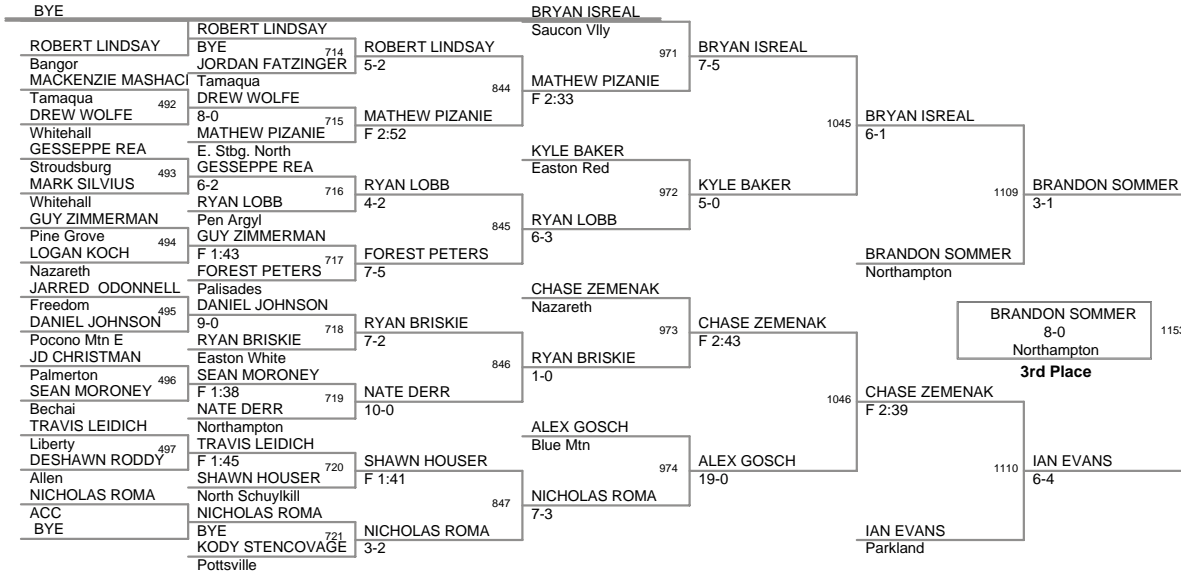 BYE
ROBERT LINDSAY
Bangor
MACKENZIE MASHACI
Tamaqua
492
DREW WOLFE
Whitehall
GESSEPPE REA
Stroudsburg
493
MARK SILVIUS
Whitehall
GUY ZIMMERMAN
Pine Grove
494
LOGAN KOCH
Nazareth
JARRED ODONNELL
Freedom
495
DANIEL JOHNSON
Pocono Mtn E
JD CHRISTMAN
Palmerton
496
SEAN MORONEY
Bechai
TRAVIS LEIDICH
Liberty
497
DESHAWN RODDY
Allen
NICHOLAS ROMA
ACC
BYE
ROBERT LINDSAY
BYE
714
JORDAN FATZINGER
Tamaqua
DREW WOLFE
8-0
715
MATHEW PIZANIE
E. Stbg. North
GESSEPPE REA
6-2
716
RYAN LOBB
Pen Argyl
GUY ZIMMERMAN
F 1:43
717
FOREST PETERS
Palisades
DANIEL JOHNSON
9-0
718
RYAN BRISKIE
Easton White
SEAN MORONEY
F 1:38
719
NATE DERR
Northampton
TRAVIS LEIDICH
F 1:45
720
SHAWN HOUSER
North Schuylkill
NICHOLAS ROMA
BYE
721
KODY STENCOVAGE
Pottsville
ROBERT LINDSAY
5-2
844
MATHEW PIZANIE
F 2:52
RYAN LOBB
4-2
845
FOREST PETERS
7-5
RYAN BRISKIE
7-2
846
NATE DERR
10-0
SHAWN HOUSER
F 1:41
847
NICHOLAS ROMA
3-2
BRYAN ISREAL
Saucon Vlly
971
MATHEW PIZANIE
F 2:33
KYLE BAKER
Easton Red
972
RYAN LOBB
6-3
CHASE ZEMENAK
Nazareth
973
RYAN BRISKIE
1-0
ALEX GOSCH
Blue Mtn
974
NICHOLAS ROMA
7-3
BRYAN ISREAL
7-5
1045
KYLE BAKER
5-0
CHASE ZEMENAK
F 2:43
1046
ALEX GOSCH
19-0
BRYAN ISREAL
6-1
1109
BRANDON SOMMER
Northampton
CHASE ZEMENAK
F 2:39
1110
IAN EVANS
Parkland
BRANDON SOMMER
3-1
IAN EVANS
6-4
BRANDON SOMMER
8-0
Northampton
1153
3rd Place